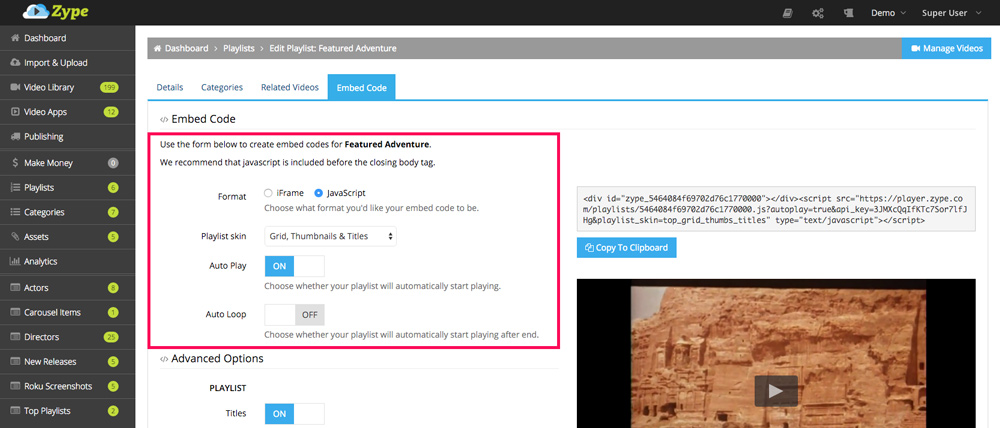 Zype
Demo
Super User
Dashboard
Import & Upload
Video Library 199
Video Apps 12
Publishing
Make Money 0
Playlists 6
Categories 7
Assets 5
Analytics
Actors 8
Carousel Items 1
Directors 25
New Releases 5
Roku Screenshots 5
Top Playlists 2
Dashboard > Playlists > Edit Playlist: Featured Adventure
Manage Videos
Details Categories Related Videos Embed Code
Embed Code
Use the form below to create embed codes for Featured Adventure.
We recommend that javascript is included before the closing body tag.
Format iFrame JavaScript
Choose what format you'd like your embed code to be.
Playlist skin Grid, Thumbnails & Titles
Auto Play ON
Choose whether your playlist will automatically start playing.
Auto Loop OFF
Choose whether your playlist will automatically start playing after end.
Advanced Options
PLAYLIST
Titles ON
<div id="zype_5464084f69702d76c1770000"></div><script src="https://player.zype.co
m/playlists/5464084f69702d76c1770000.js?autoplay=true&api_key=3JMXcQqIfKTc75or7lfJ
Hg&playlist_skin=top_grid_thumbs_titles" type="text/javascript"></script>
Copy To Clipboard